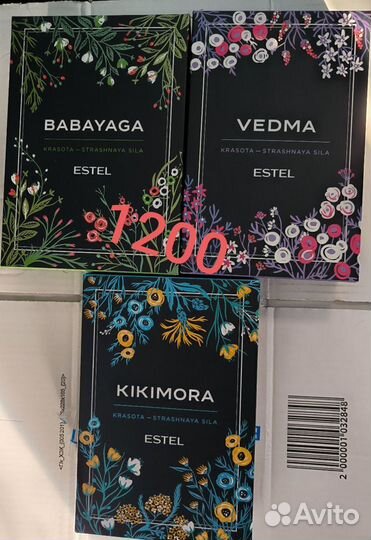 BABAYAGA
KRASOTA — STRASHNAYA SILA
ESTEL
VEDMA
KRASOTA — STRASHNAYA SILA
ESTEL
1200
KIKIMORA
KRASOTA — STRASHNAYA SILA
ESTEL
2 000001 032848
Avito